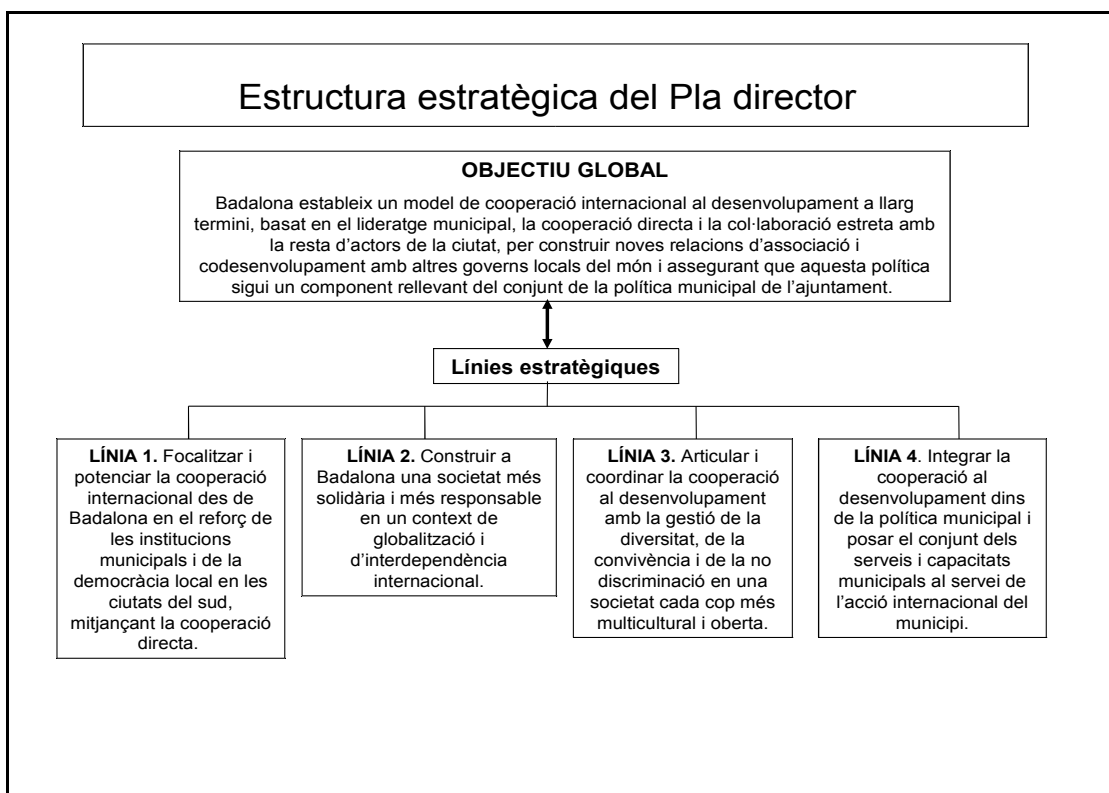 Estructura estratègica del Pla director
OBJECTIU GLOBAL
Badalona estableix un model de cooperació internacional al desenvolupament a llarg
termini, basat en el lideratge municipal, la cooperació directa i la col·laboració estreta amb
la resta d'actors de la ciutat, per construir noves relacions d'associació i
codesenvolupament amb altres governs locals del món i assegurant que aquesta política
sigui un component rellevant del conjunt de la política municipal de l'ajuntament.
Línies estratègiques
LÍNIA 1. Focalitzar i
potenciar la cooperació
internacional des de
Badalona en el reforç de
les institucions
municipals i de la
democràcia local en les
ciutats del sud,
mitjançant la cooperació
directa.
LÍNIA 2. Construir a
Badalona una societat més
solidària i més responsable
en un context de
globalització i
d'interdependència
internacional.
LÍNIA 3. Articular i
coordinar la cooperació
al desenvolupament
amb la gestió de la
diversitat, de la
convivència i de la no
discriminació en una
societat cada cop més
multicultural i oberta.
LÍNIA 4. Integrar la
cooperació al
desenvolupament dins
de la política municipal i
posar el conjunt dels
serveis i capacitats
municipals al servei de
l'acció internacional del
municipi.